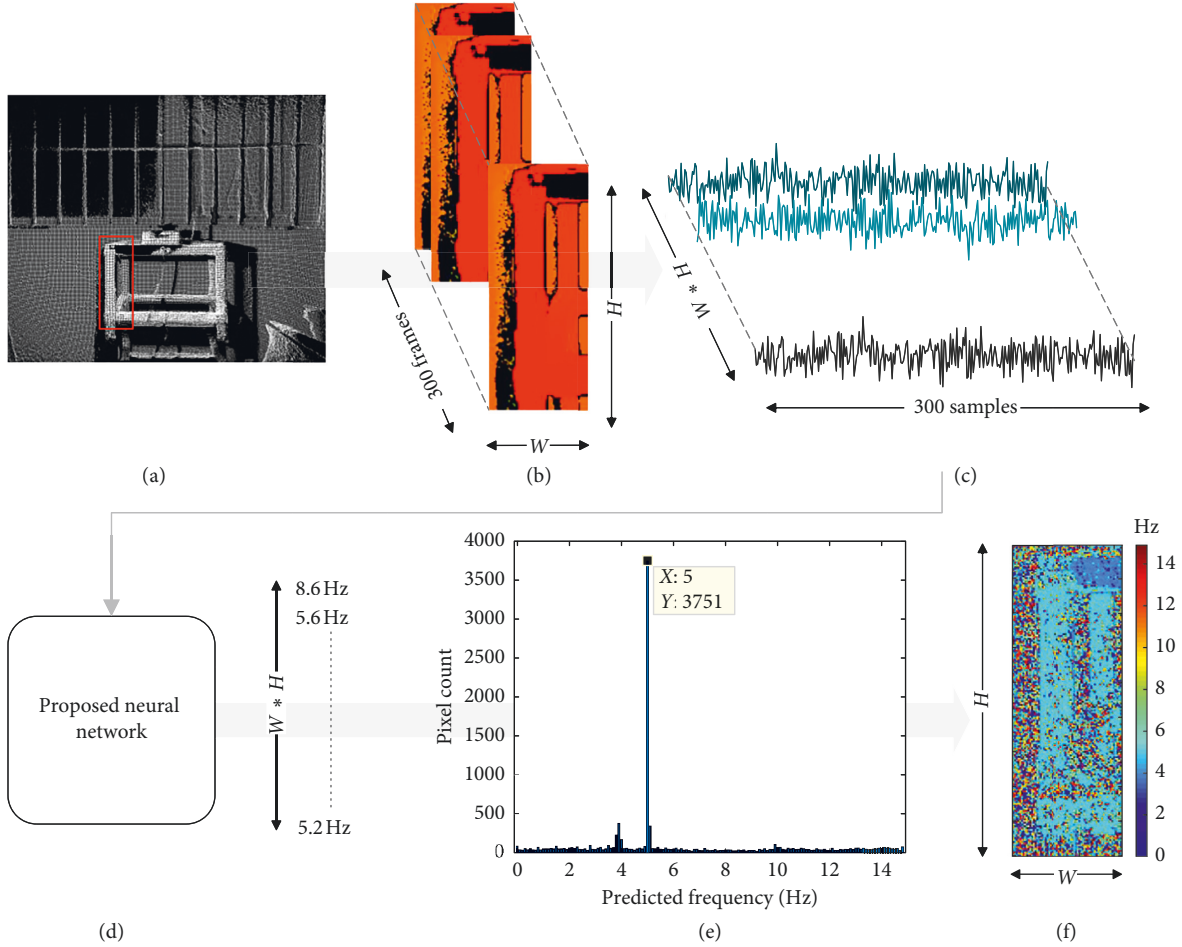 300 frames
H
W
W * H
300 samples
(a)
(b)
(c)
Proposed neural
network
W * H
8.6 Hz
5.6 Hz
5.2 Hz
(d)
4000
3500
3000
2500
2000
1500
1000
500
0
Pixel count
X: 5
Y: 3751
0 2 4 6 8 10 12 14
Predicted frequency (Hz)
(e)
H
W
Hz
14
12
10
8
6
4
2
0
(f)